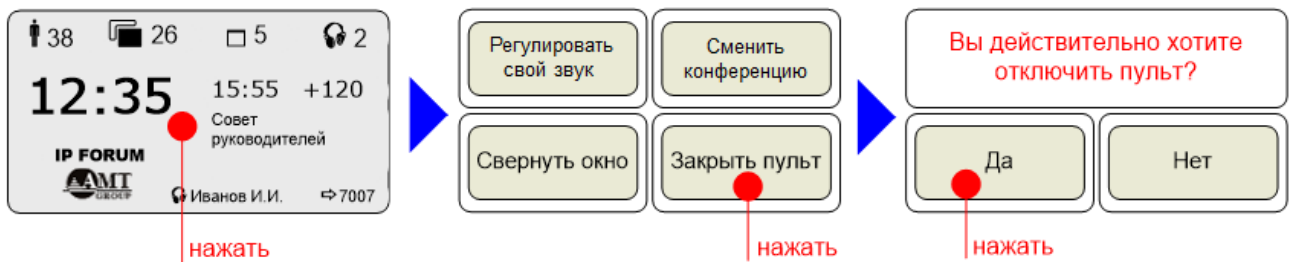 38 26 5 2
12:35
15:55 +120
Совет
руководителей
IP FORUM
AMT
GROUP
Иванов И.И. ⇨7007
нажать
Регулировать
свой звук
Сменить
конференцию
Свернуть окно
Закрыть пульт
нажать
Вы действительно хотите
отключить пульт?
Да
Нет
нажать